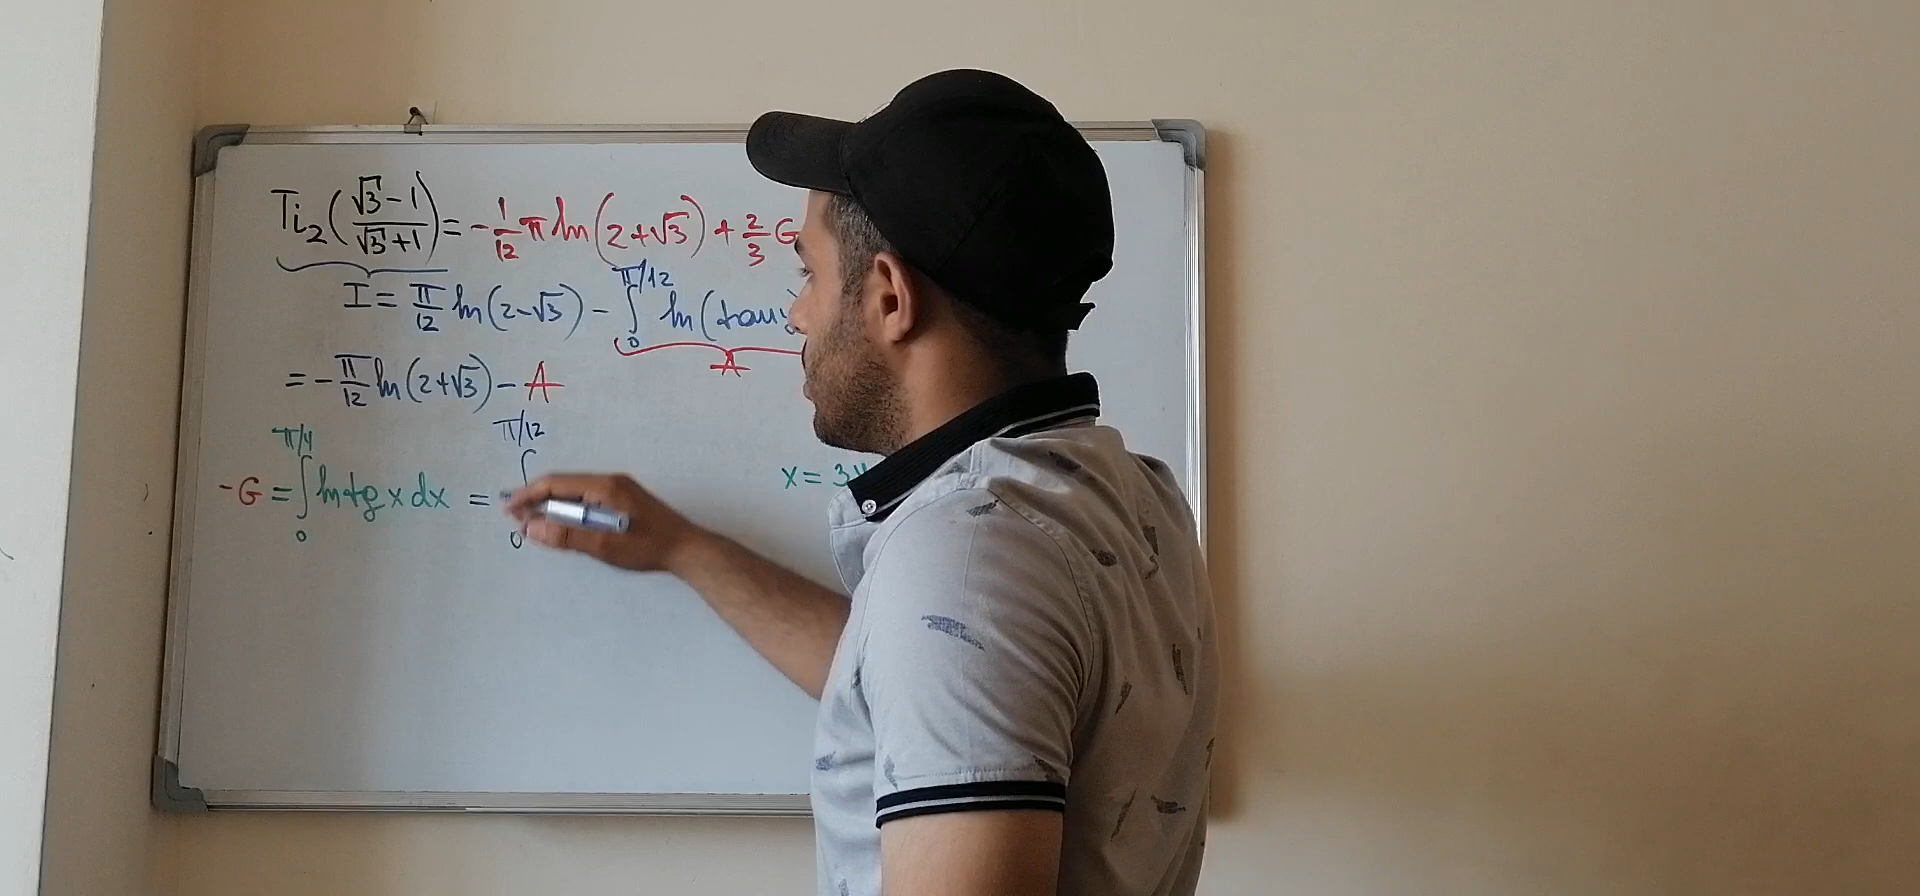 Ti₂((√3-1)/(√3+1)) = -1/12 π ln(2+√3) + 2/3 G
I = π/12 ln(2-√3) - ∫₀^(π/12) ln(tan y)
A
= -π/12 ln(2+√3) - A
-G = ∫₀^(π/4) ln tg x dx = ∫₀^(π/12) x = 3y